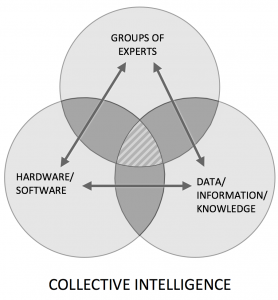 GROUPS OF
EXPERTS
HARDWARE/
SOFTWARE
DATA/
INFORMATION/
KNOWLEDGE
COLLECTIVE INTELLIGENCE